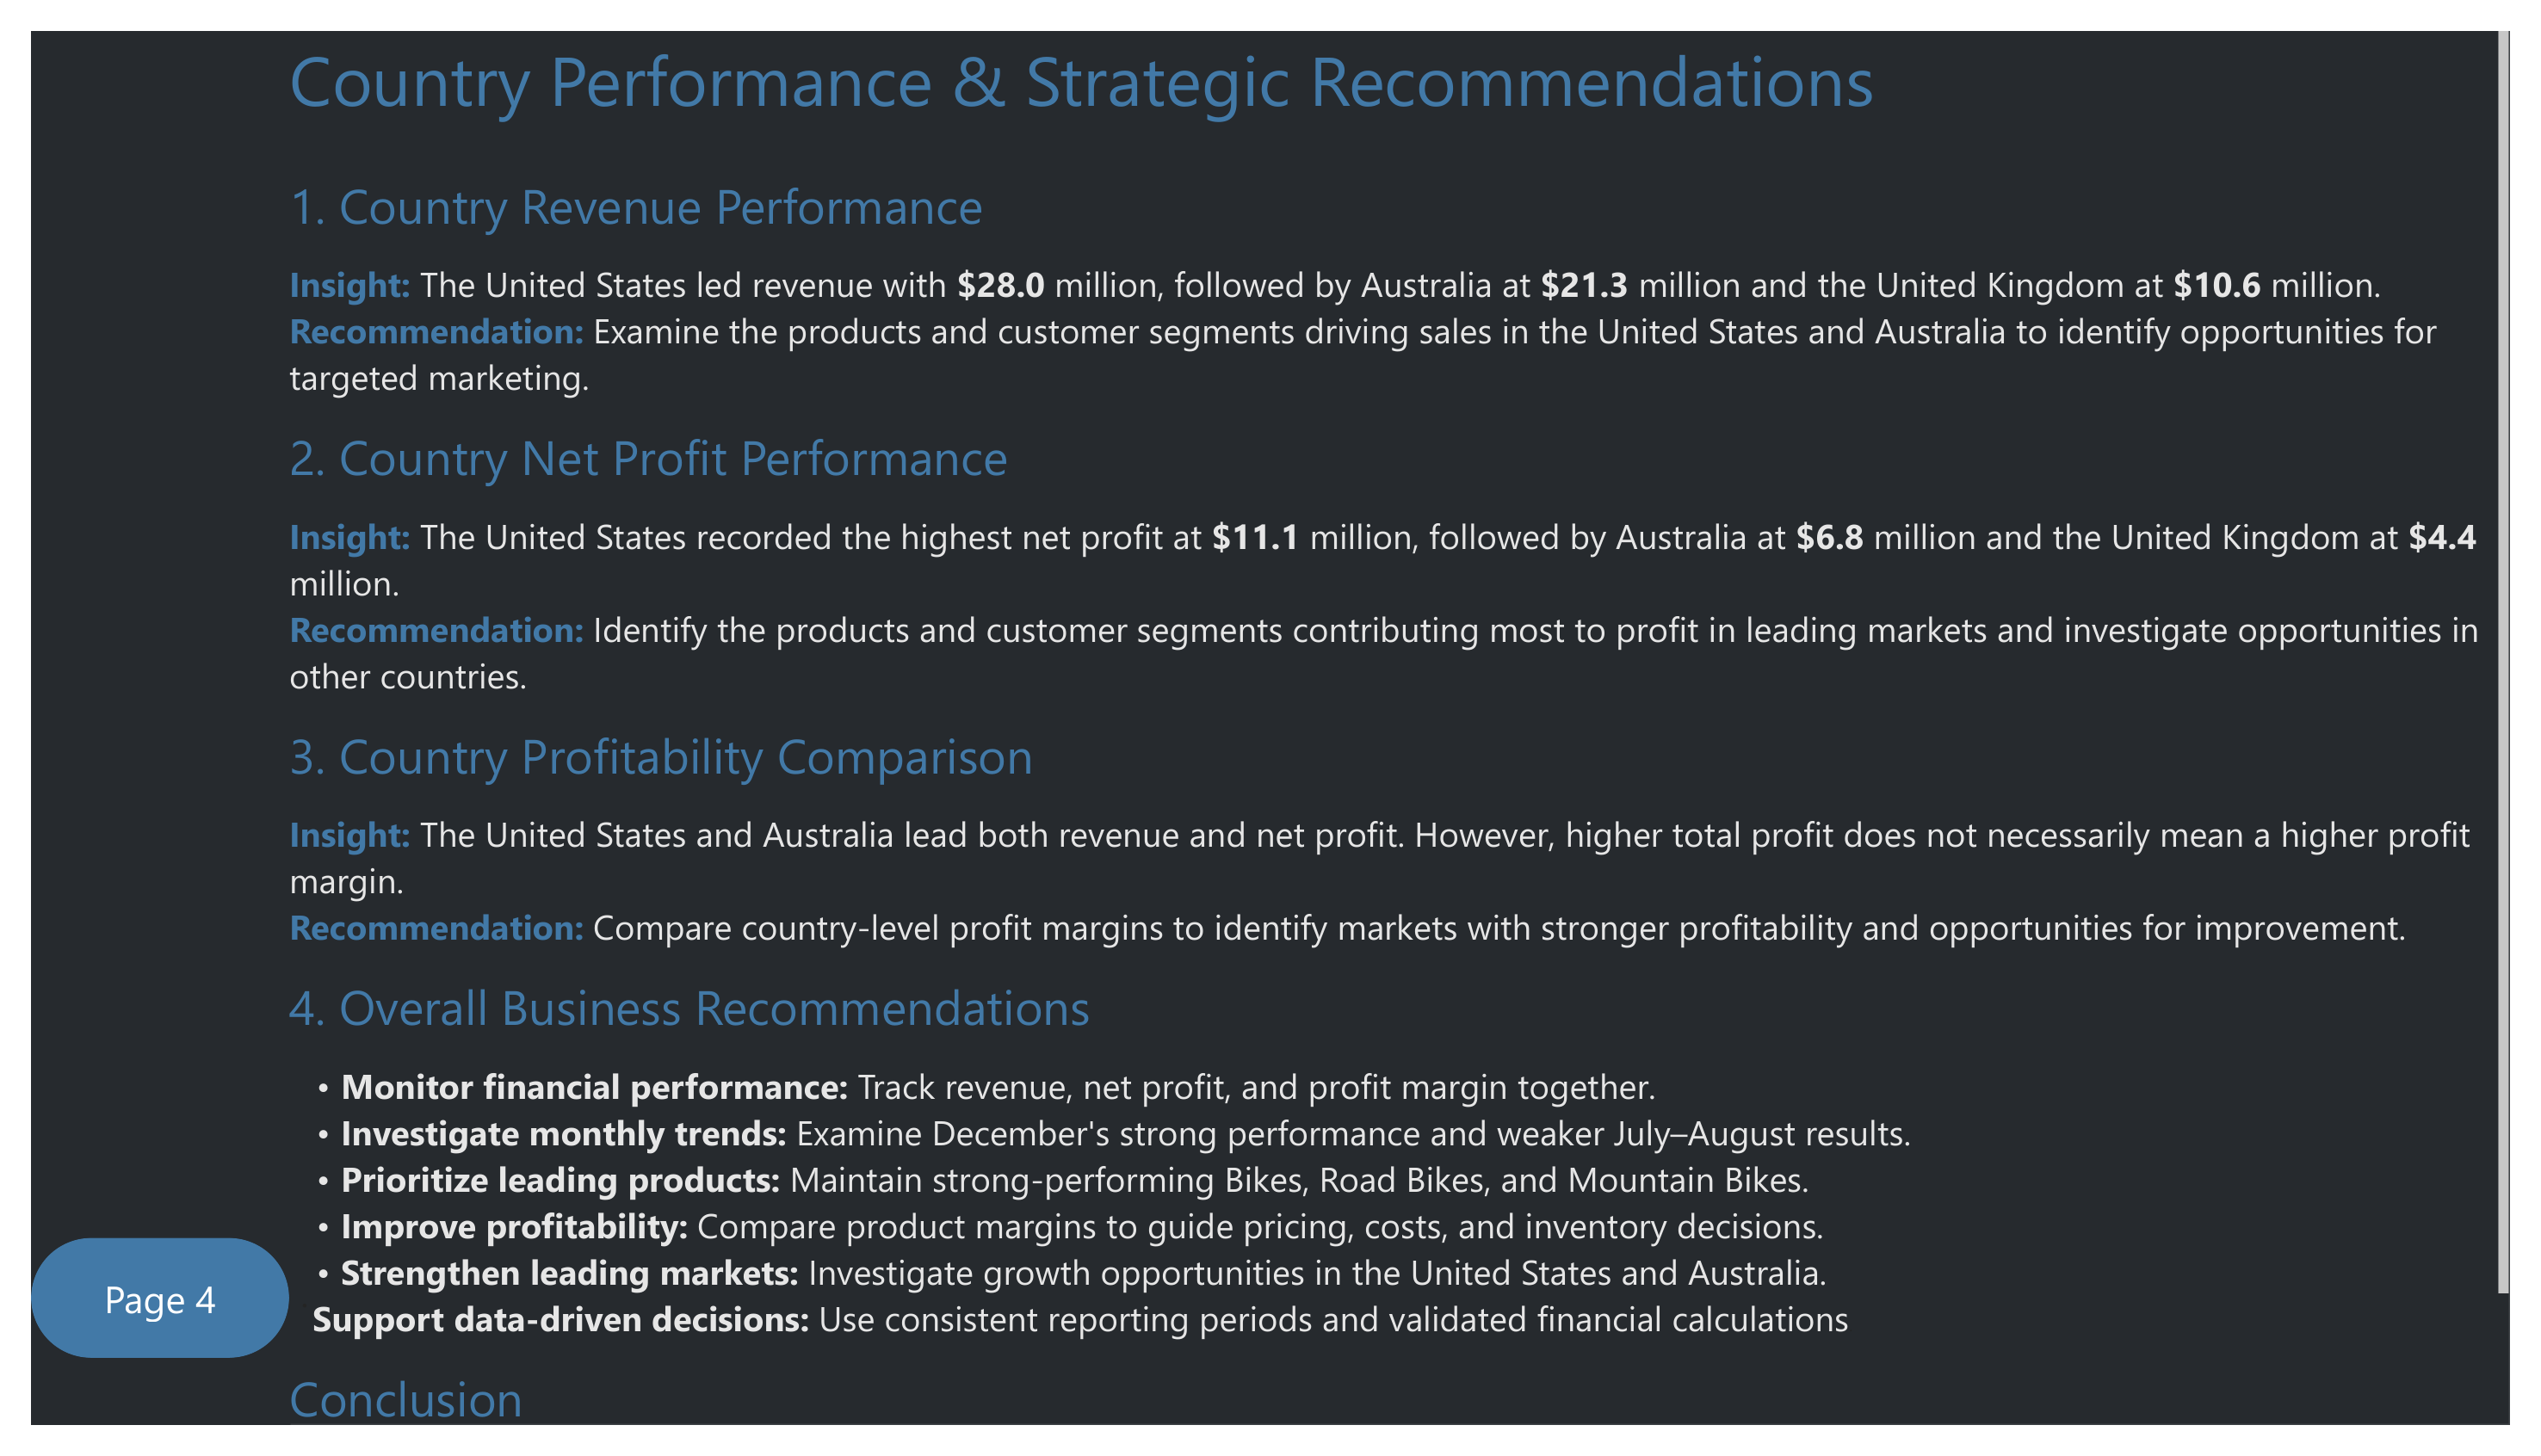 Country Performance & Strategic Recommendations
1. Country Revenue Performance
Insight: The United States led revenue with $28.0 million, followed by Australia at $21.3 million and the United Kingdom at $10.6 million.
Recommendation: Examine the products and customer segments driving sales in the United States and Australia to identify opportunities for
targeted marketing.
2. Country Net Profit Performance
Insight: The United States recorded the highest net profit at $11.1 million, followed by Australia at $6.8 million and the United Kingdom at $4.4
million.
Recommendation: Identify the products and customer segments contributing most to profit in leading markets and investigate opportunities in
other countries.
3. Country Profitability Comparison
Insight: The United States and Australia lead both revenue and net profit. However, higher total profit does not necessarily mean a higher profit
margin.
Recommendation: Compare country-level profit margins to identify markets with stronger profitability and opportunities for improvement.
4. Overall Business Recommendations
• Monitor financial performance: Track revenue, net profit, and profit margin together.
• Investigate monthly trends: Examine December's strong performance and weaker July–August results.
• Prioritize leading products: Maintain strong-performing Bikes, Road Bikes, and Mountain Bikes.
• Improve profitability: Compare product margins to guide pricing, costs, and inventory decisions.
• Strengthen leading markets: Investigate growth opportunities in the United States and Australia.
Support data-driven decisions: Use consistent reporting periods and validated financial calculations
Page 4
Conclusion